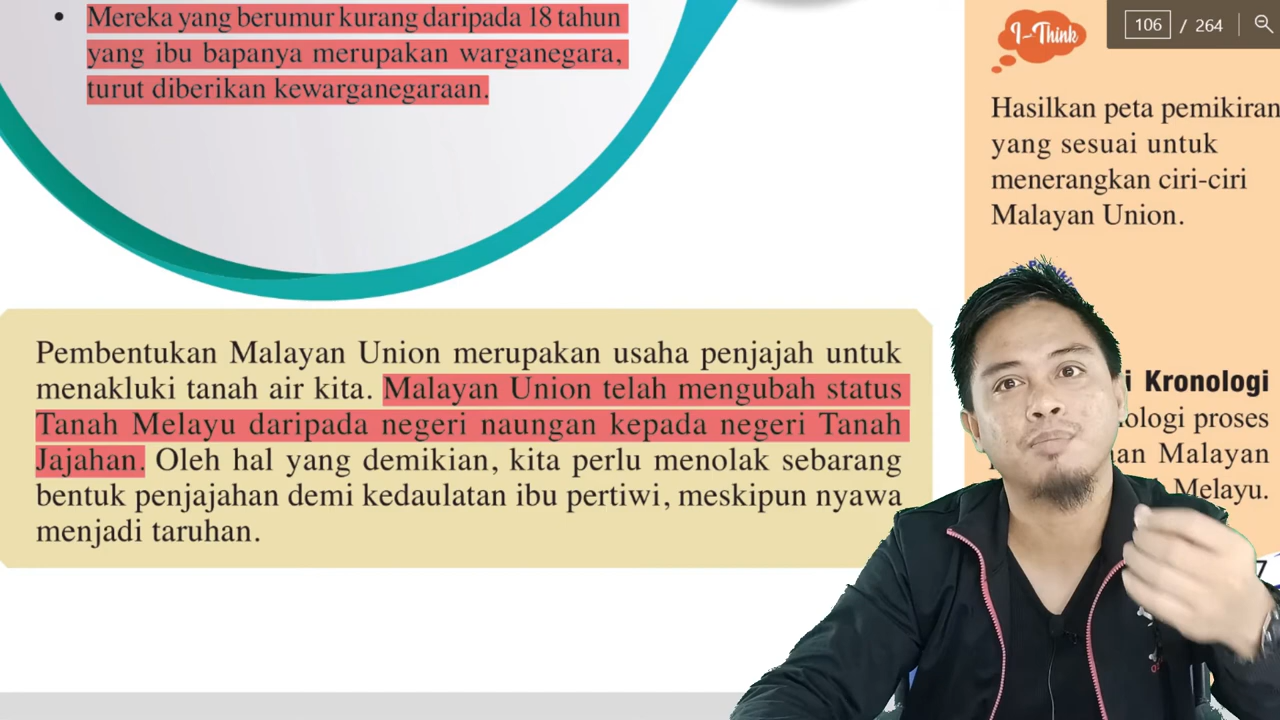 Mereka yang berumur kurang daripada 18 tahun
yang ibu bapanya merupakan warganegara,
turut diberikan kewarganegaraan.
Pembentukan Malayan Union merupakan usaha penjajah untuk
menakluki tanah air kita. Malayan Union telah mengubah status
Tanah Melayu daripada negeri naungan kepada negeri Tanah
Jajahan. Oleh hal yang demikian, kita perlu menolak sebarang
bentuk penjajahan demi kedaulatan ibu pertiwi, meskipun nyawa
menjadi taruhan.
106 / 264
I-Think
Hasilkan peta pemikiran
yang sesuai untuk
menerangkan ciri-ciri
Malayan Union.
Kronologi
proses
Malayan
Melayu.
7